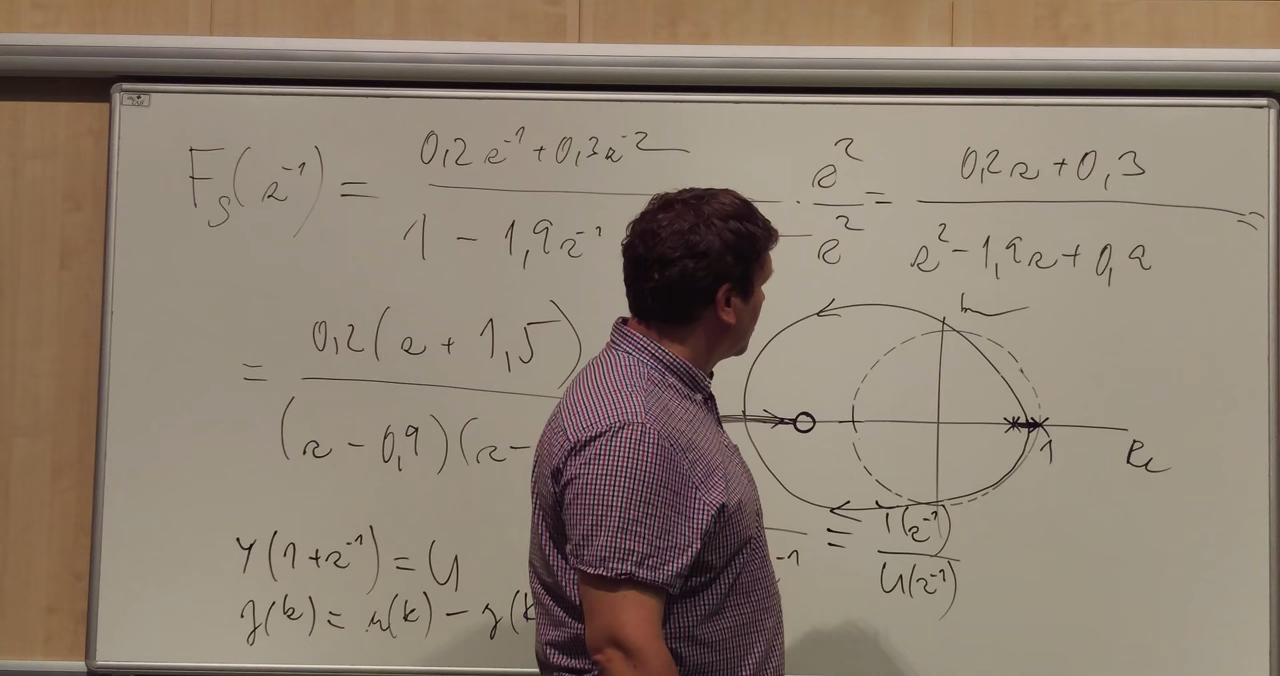 F_S(z^-1) = (0,2z^-1 + 0,3z^-2) / (1 - 1,9z^-1 · z^2/z^2 = (0,2z + 0,3) / (z^2 - 1,9z + 0,9) =
= 0,2(z + 1,5) / (z - 0,9)(z -
Im
1
Re
Y(1+z^-1) = U
-1 = Y(z^-1) / U(z^-1)
y(k) = u(k) - y(k